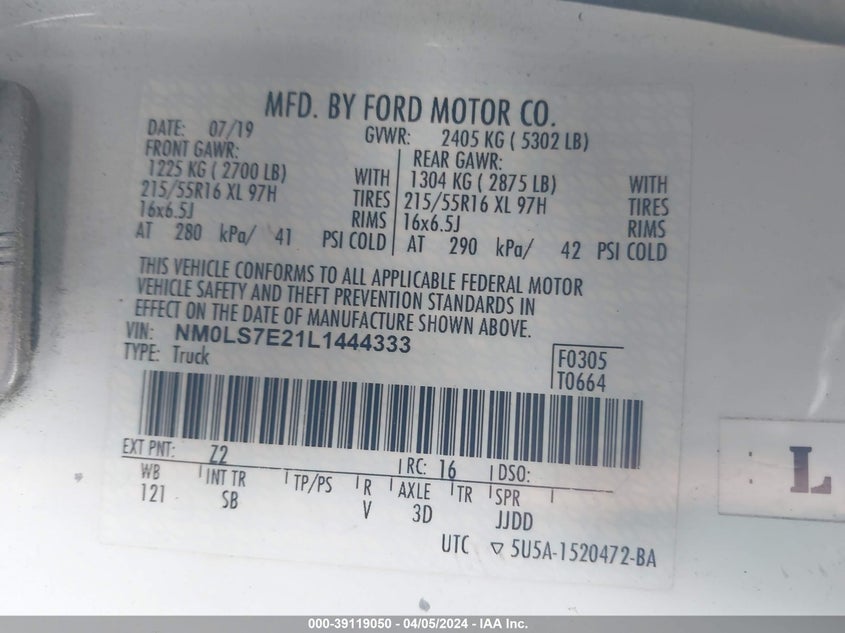 MFD. BY FORD MOTOR CO.
DATE: 07/19 GVWR: 2405 KG ( 5302 LB)
FRONT GAWR: REAR GAWR:
1225 KG ( 2700 LB) WITH 1304 KG ( 2875 LB) WITH
215/55R16 XL 97H TIRES 215/55R16 XL 97H TIRES
16x6.5J RIMS 16x6.5J RIMS
AT 280 kPa/ 41 PSI COLD AT 290 kPa/ 42 PSI COLD
THIS VEHICLE CONFORMS TO ALL APPLICABLE FEDERAL MOTOR
VEHICLE SAFETY AND THEFT PREVENTION STANDARDS IN
EFFECT ON THE DATE OF MANUFACTURE SHOWN ABOVE.
VIN: NM0LS7E21L1444333
TYPE: Truck
F0305
T0664
EXT PNT: Z2 RC: 16 DSO:
WB INT TR TP/PS R AXLE TR SPR
121 SB V 3D JJDD
UTC ▽ 5U5A-1520472-BA
L
000-39119050 - 04/05/2024 - IAA Inc.